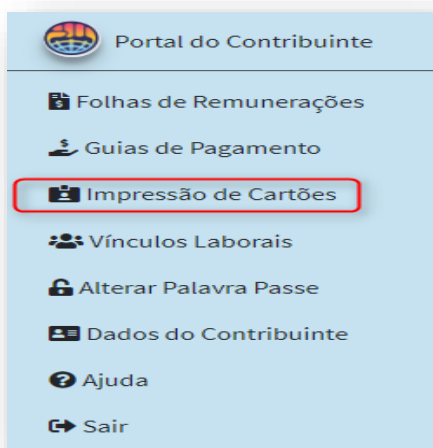 Portal do Contribuinte
Folhas de Remunerações
Guias de Pagamento
Impressão de Cartões
Vínculos Laborais
Alterar Palavra Passe
Dados do Contribuinte
Ajuda
Sair